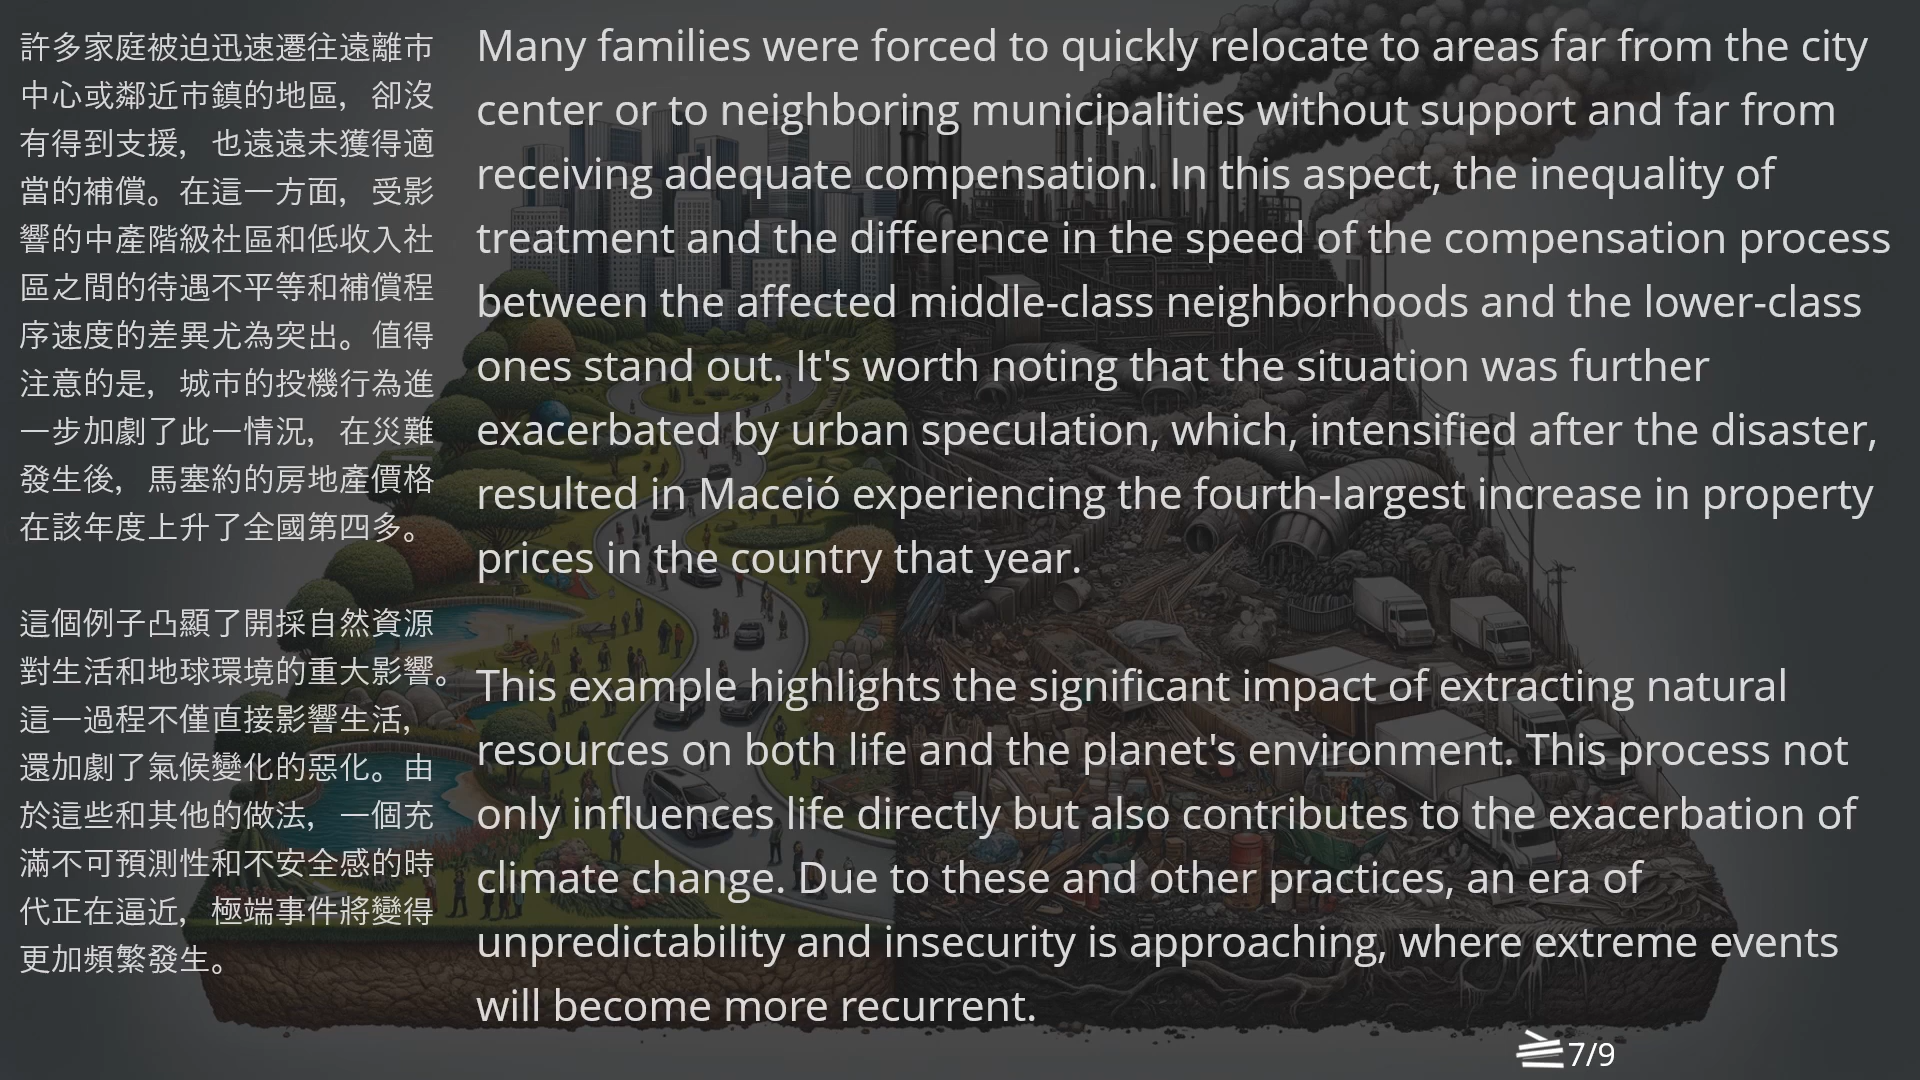 許多家庭被迫迅速遷往遠離市
中心或鄰近市鎮的地區，卻沒
有得到支援，也遠遠未獲得適
當的補償。在這一方面，受影
響的中產階級社區和低收入社
區之間的待遇不平等和補償程
序速度的差異尤為突出。值得
注意的是，城市的投機行為進
一步加劇了此一情況，在災難
發生後，馬塞約的房地產價格
在該年度上升了全國第四多。
這個例子凸顯了開採自然資源
對生活和地球環境的重大影響。
這一過程不僅直接影響生活，
還加劇了氣候變化的惡化。由
於這些和其他的做法，一個充
滿不可預測性和不安全感的時
代正在逼近，極端事件將變得
更加頻繁發生。
Many families were forced to quickly relocate to areas far from the city
center or to neighboring municipalities without support and far from
receiving adequate compensation. In this aspect, the inequality of
treatment and the difference in the speed of the compensation process
between the affected middle-class neighborhoods and the lower-class
ones stand out. It's worth noting that the situation was further
exacerbated by urban speculation, which, intensified after the disaster,
resulted in Maceió experiencing the fourth-largest increase in property
prices in the country that year.
This example highlights the significant impact of extracting natural
resources on both life and the planet's environment. This process not
only influences life directly but also contributes to the exacerbation of
climate change. Due to these and other practices, an era of
unpredictability and insecurity is approaching, where extreme events
will become more recurrent.
7/9